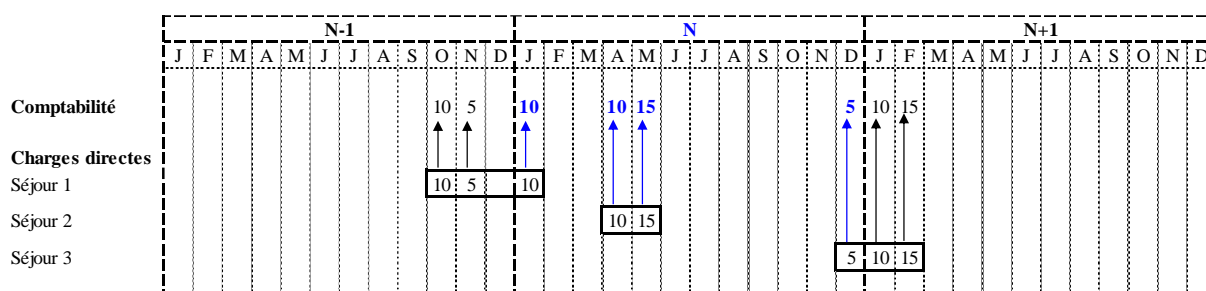 N-1 N N+1
J F M A M J J A S O N D J F M A M J J A S O N D J F M A M J J A S O N D
Comptabilité 10 5 10 10 15 5 10 15
Charges directes
Séjour 1 10 5 10
Séjour 2 10 15
Séjour 3 5 10 15